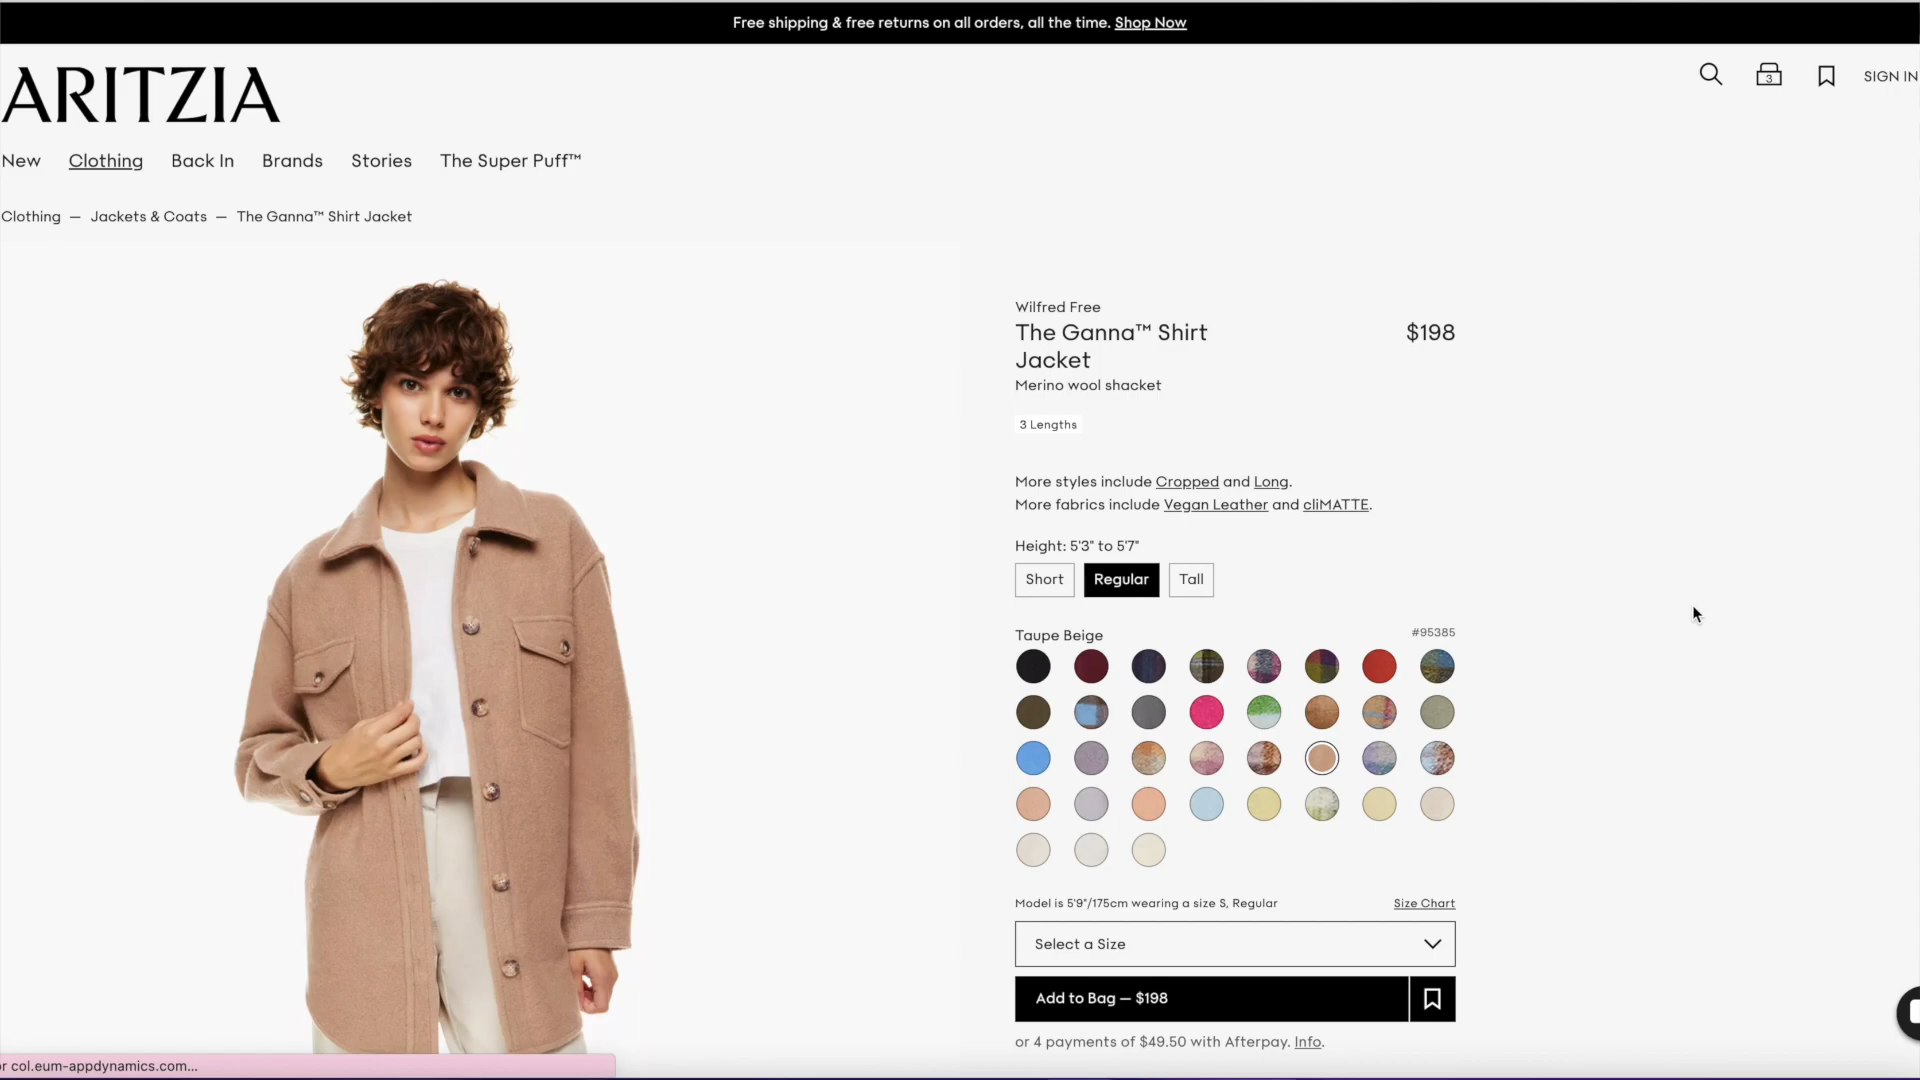 Free shipping & free returns on all orders, all the time. Shop Now
ARITZIA
3
SIGN IN
New Clothing Back In Brands Stories The Super Puff™
Clothing — Jackets & Coats — The Ganna™ Shirt Jacket
Wilfred Free
The Ganna™ Shirt
Jacket
$198
Merino wool shacket
3 Lengths
More styles include Cropped and Long.
More fabrics include Vegan Leather and cliMATTE.
Height: 5'3" to 5'7"
Short Regular Tall
Taupe Beige #95385
Model is 5'9"/175cm wearing a size S, Regular Size Chart
Select a Size
Add to Bag — $198
or 4 payments of $49.50 with Afterpay. Info.
r col.eum-appdynamics.com...